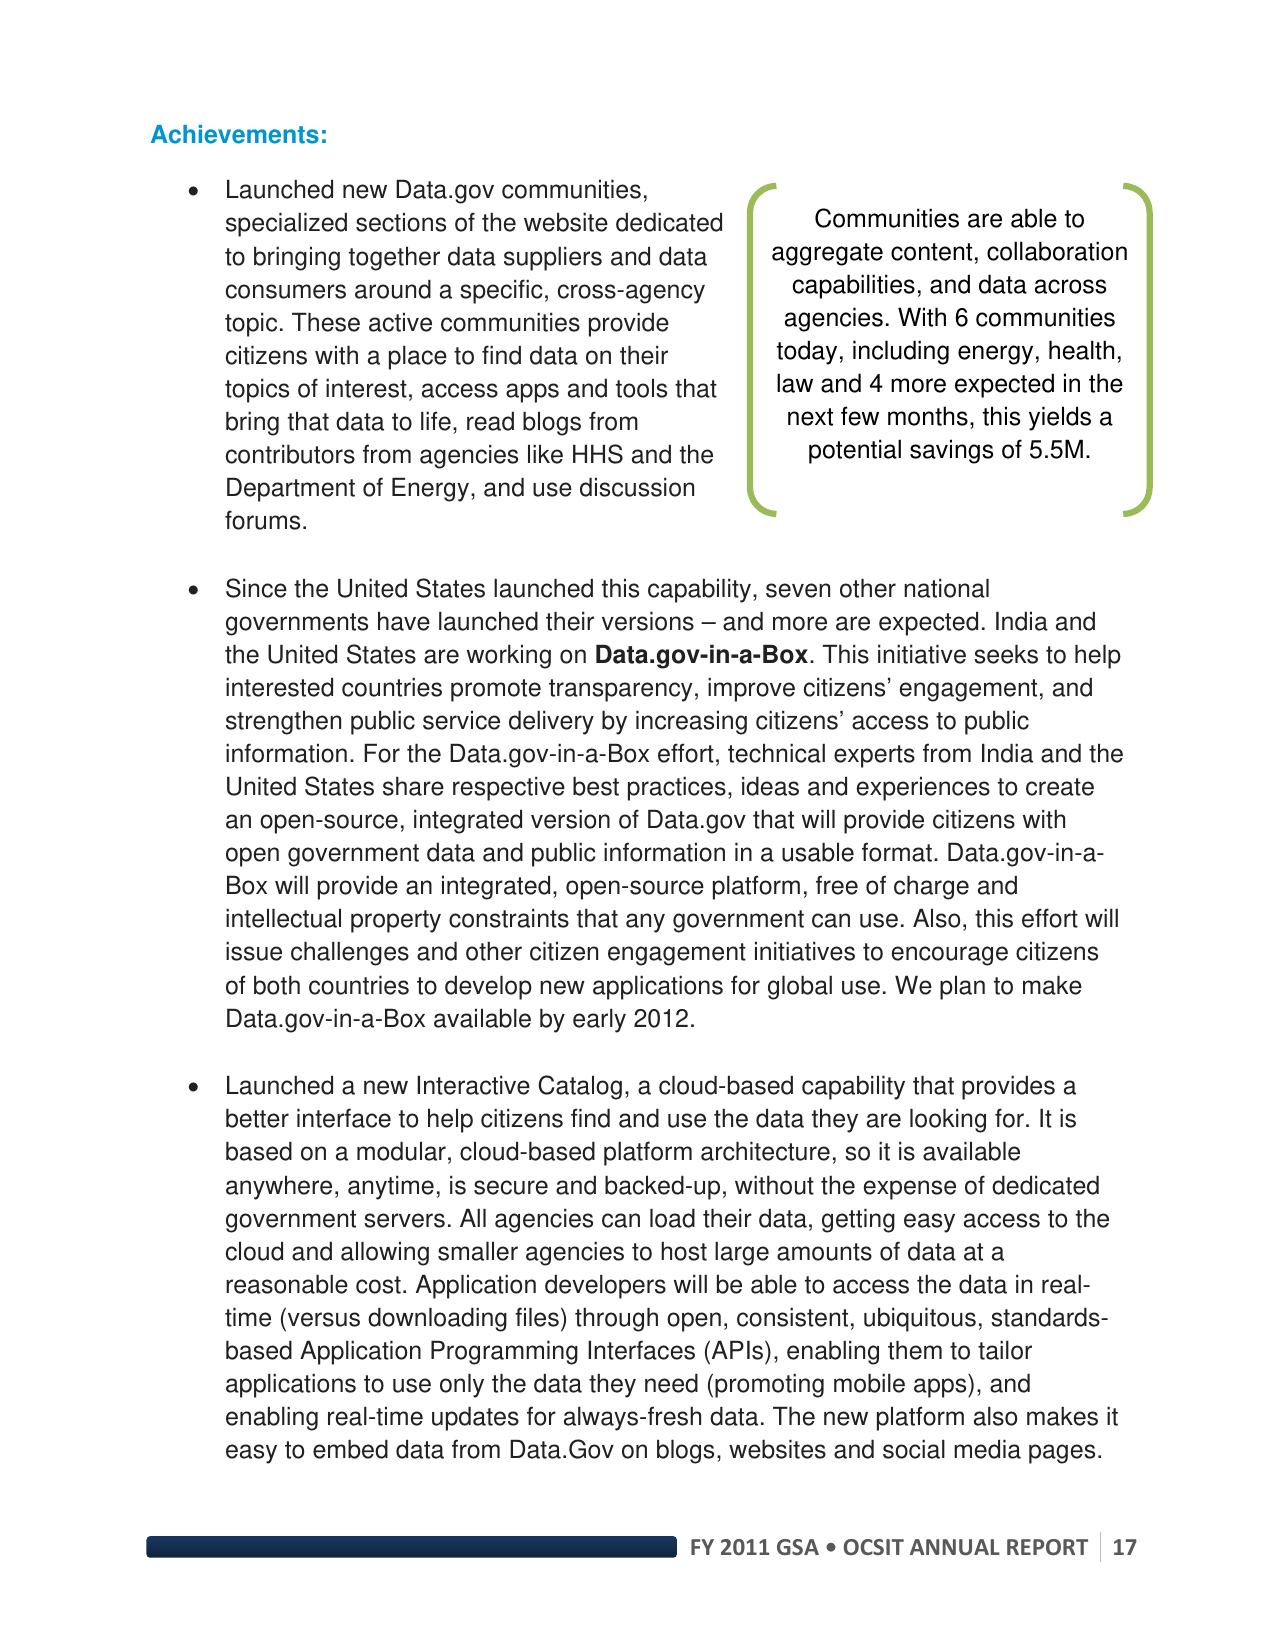 Achievements:
• Launched new Data.gov communities,
specialized sections of the website dedicated
to bringing together data suppliers and data
consumers around a specific, cross-agency
topic. These active communities provide
citizens with a place to find data on their
topics of interest, access apps and tools that
bring that data to life, read blogs from
contributors from agencies like HHS and the
Department of Energy, and use discussion
forums.
Communities are able to
aggregate content, collaboration
capabilities, and data across
agencies. With 6 communities
today, including energy, health,
law and 4 more expected in the
next few months, this yields a
potential savings of 5.5M.
• Since the United States launched this capability, seven other national
governments have launched their versions – and more are expected. India and
the United States are working on Data.gov-in-a-Box. This initiative seeks to help
interested countries promote transparency, improve citizens’ engagement, and
strengthen public service delivery by increasing citizens’ access to public
information. For the Data.gov-in-a-Box effort, technical experts from India and the
United States share respective best practices, ideas and experiences to create
an open-source, integrated version of Data.gov that will provide citizens with
open government data and public information in a usable format. Data.gov-in-a-
Box will provide an integrated, open-source platform, free of charge and
intellectual property constraints that any government can use. Also, this effort will
issue challenges and other citizen engagement initiatives to encourage citizens
of both countries to develop new applications for global use. We plan to make
Data.gov-in-a-Box available by early 2012.
• Launched a new Interactive Catalog, a cloud-based capability that provides a
better interface to help citizens find and use the data they are looking for. It is
based on a modular, cloud-based platform architecture, so it is available
anywhere, anytime, is secure and backed-up, without the expense of dedicated
government servers. All agencies can load their data, getting easy access to the
cloud and allowing smaller agencies to host large amounts of data at a
reasonable cost. Application developers will be able to access the data in real-
time (versus downloading files) through open, consistent, ubiquitous, standards-
based Application Programming Interfaces (APIs), enabling them to tailor
applications to use only the data they need (promoting mobile apps), and
enabling real-time updates for always-fresh data. The new platform also makes it
easy to embed data from Data.Gov on blogs, websites and social media pages.
FY 2011 GSA • OCSIT ANNUAL REPORT 17